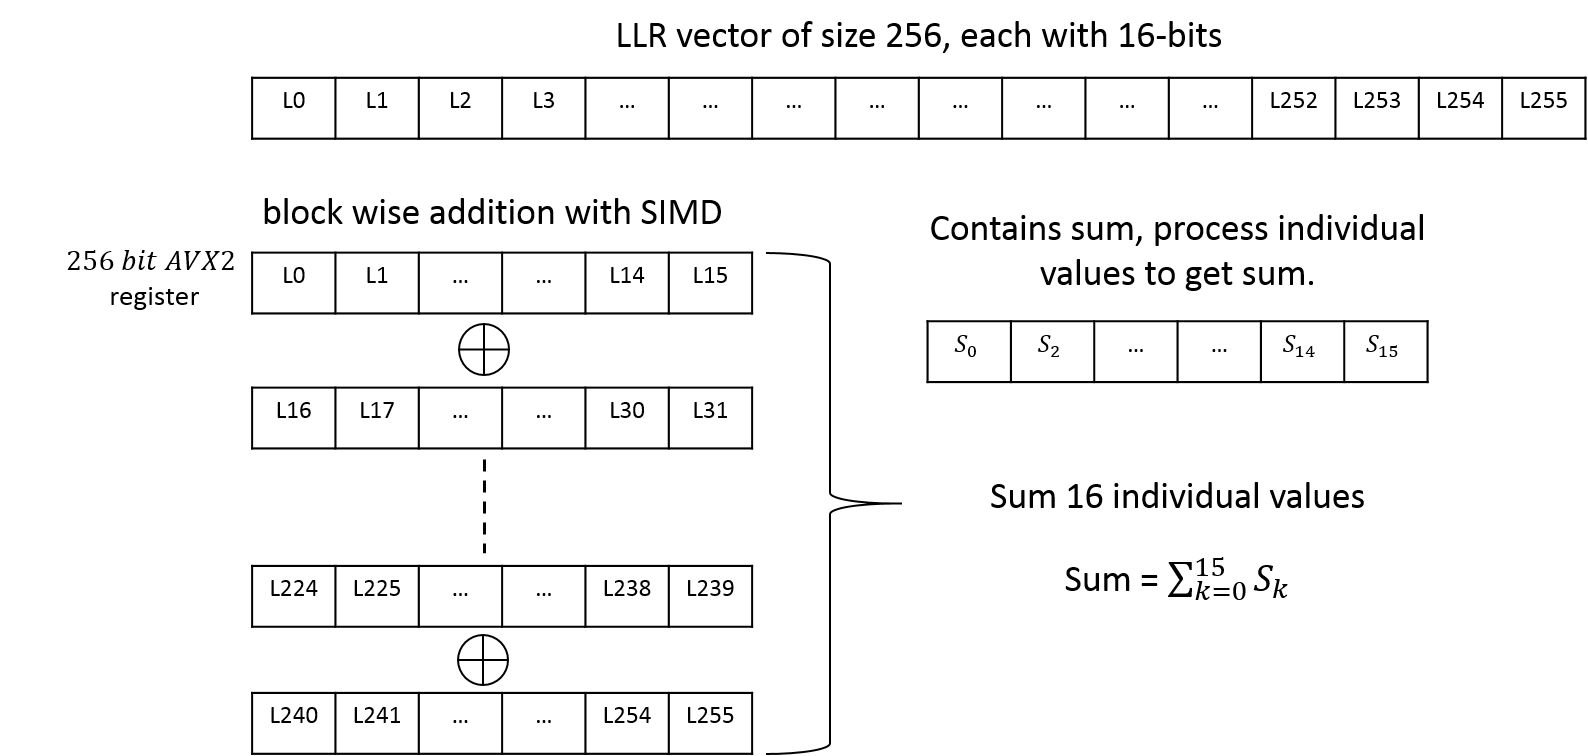 LLR vector of size 256, each with 16-bits
L0 L1 L2 L3 ... ... ... ... ... ... ... ... L252 L253 L254 L255
block wise addition with SIMD
256 bit AVX2
register
L0 L1 ... ... L14 L15
L16 L17 ... ... L30 L31
L224 L225 ... ... L238 L239
L240 L241 ... ... L254 L255
Contains sum, process individual
values to get sum.
S₀ S₂ ... ... S₁₄ S₁₅
Sum 16 individual values
Sum = ∑¹⁵ₖ₌₀ Sₖ